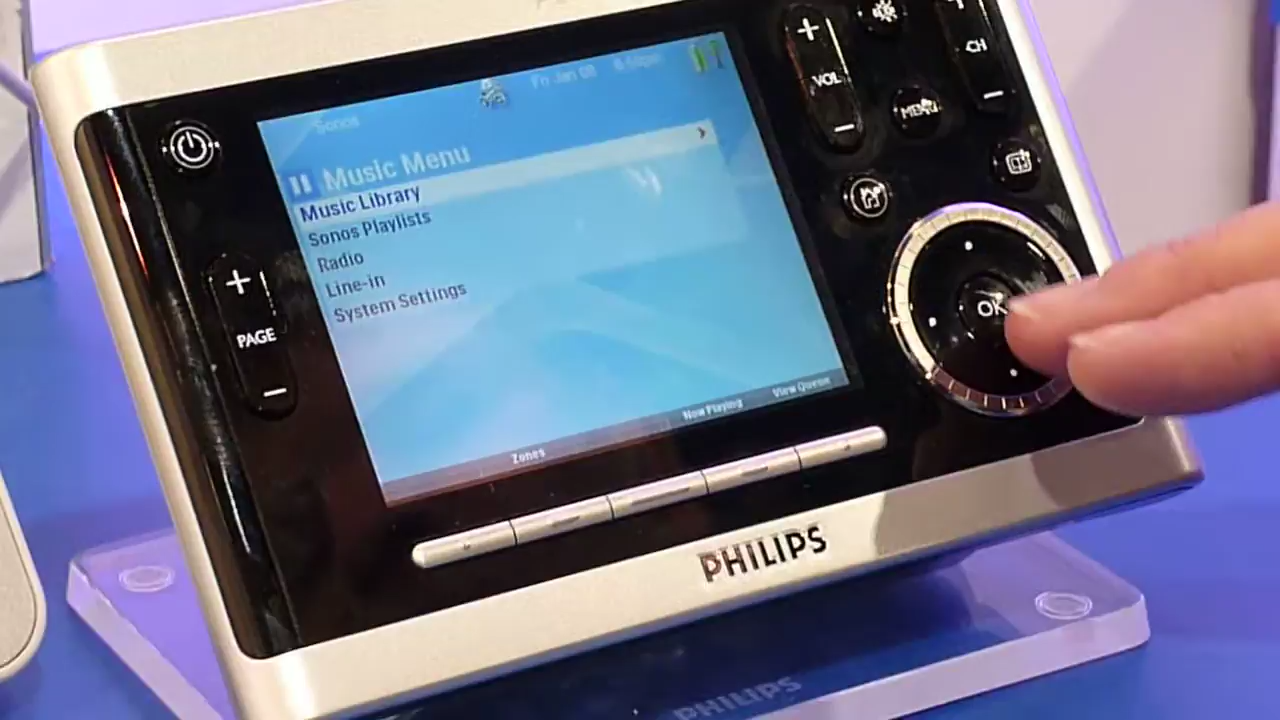 Sonos
Fri Jan 08
Music Menu
Music Library
Sonos Playlists
Radio
Line-in
System Settings
Zones
Now Playing
View Queue
+
PAGE
−
+
VOL
−
MENU
CH
−
OK
PHILIPS
PHILIPS